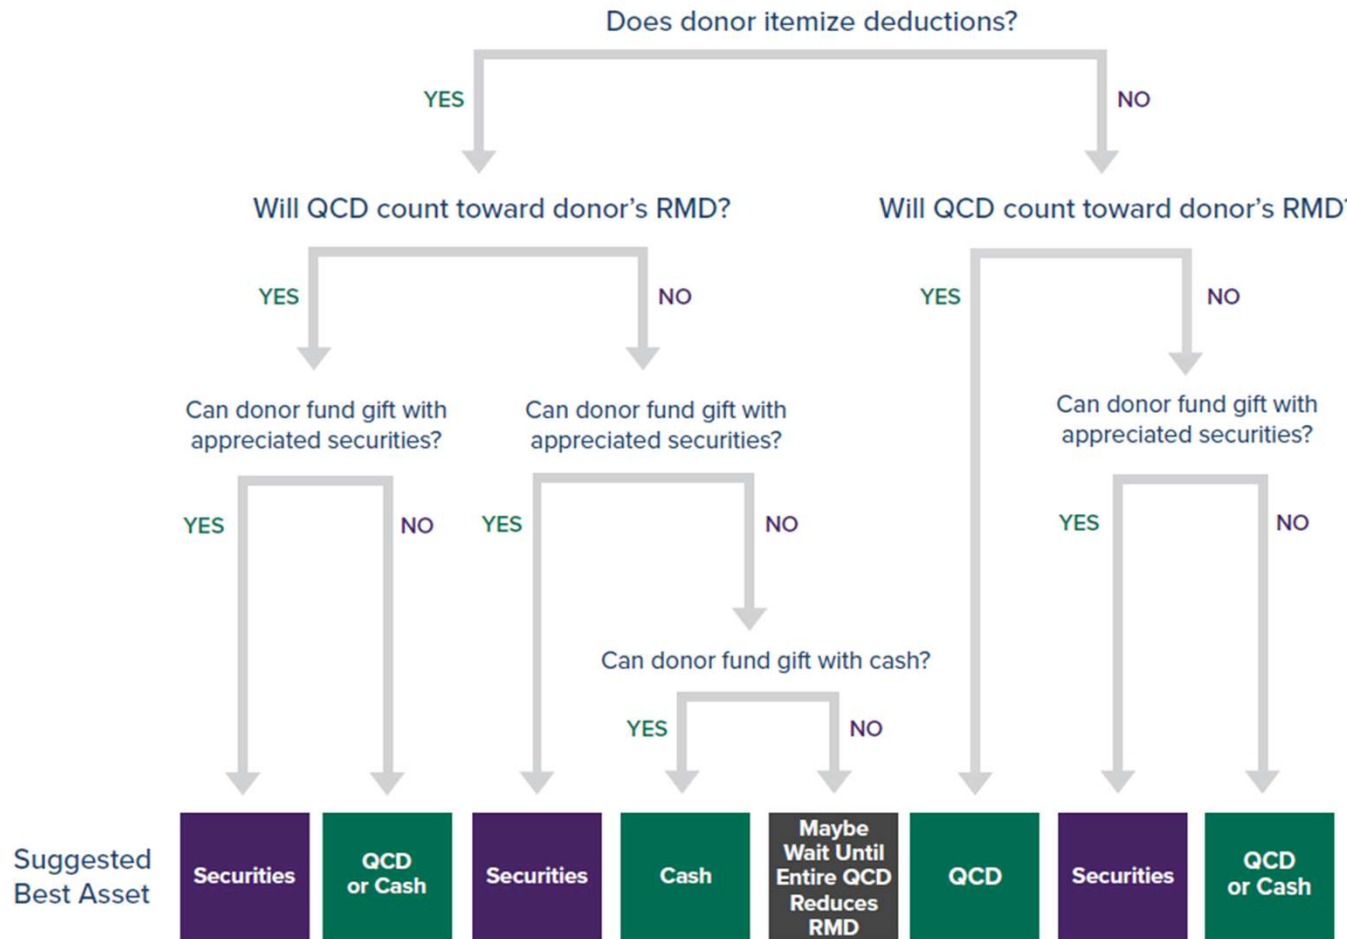 Does donor itemize deductions?
YES
NO
Will QCD count toward donor’s RMD?
Will QCD count toward donor’s RMD?
YES
NO
YES
NO
Can donor fund gift with
appreciated securities?
Can donor fund gift with
appreciated securities?
Can donor fund gift with
appreciated securities?
YES
NO
YES
NO
YES
NO
Can donor fund gift with cash?
YES
NO
Suggested
Best Asset
Securities
QCD
or Cash
Securities
Cash
Maybe
Wait Until
Entire QCD
Reduces
RMD
QCD
Securities
QCD
or Cash